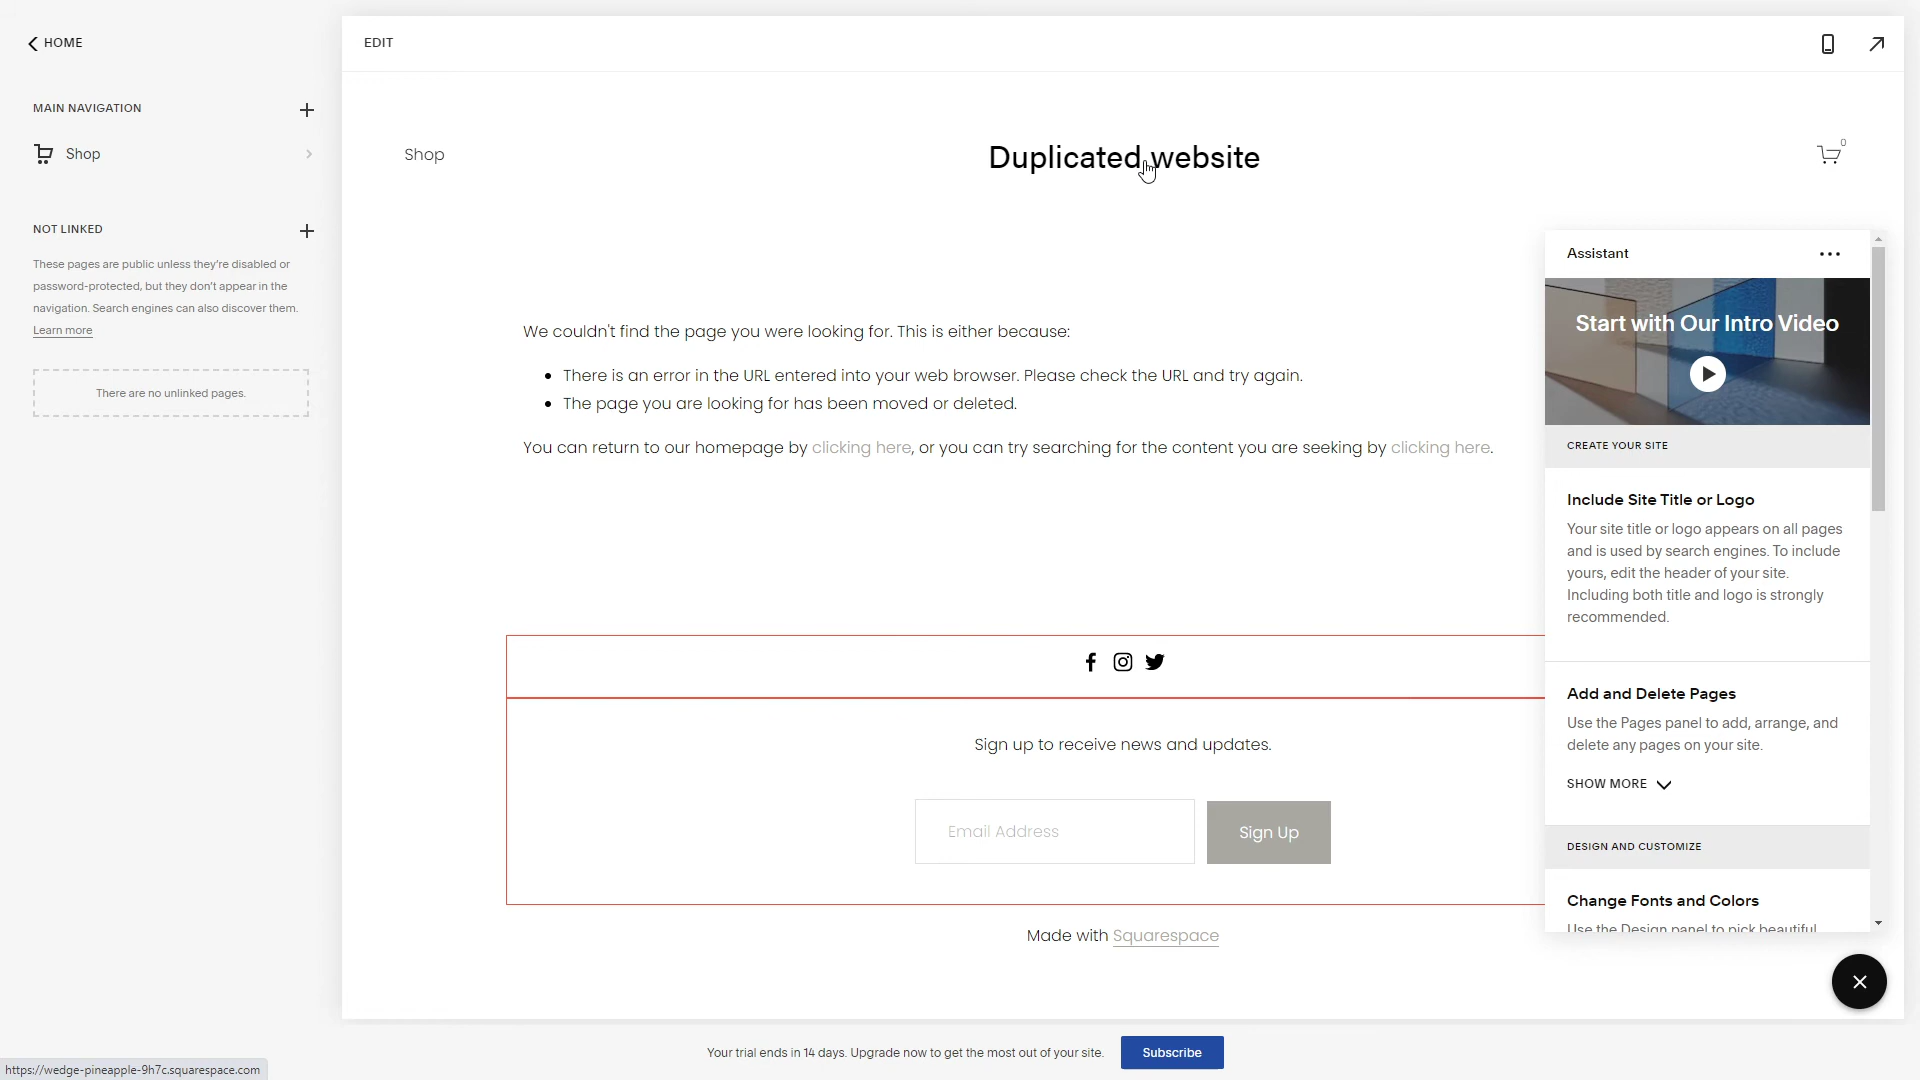 HOME
MAIN NAVIGATION
Shop
NOT LINKED
These pages are public unless they're disabled or
password-protected, but they don't appear in the
navigation. Search engines can also discover them.
Learn more
There are no unlinked pages.
EDIT
Shop
Duplicated website
0
We couldn't find the page you were looking for. This is either because:
There is an error in the URL entered into your web browser. Please check the URL and try again.
The page you are looking for has been moved or deleted.
You can return to our homepage by clicking here, or you can try searching for the content you are seeking by clicking here.
Sign up to receive news and updates.
Email Address
Sign Up
Made with Squarespace
Assistant
Start with Our Intro Video
CREATE YOUR SITE
Include Site Title or Logo
Your site title or logo appears on all pages
and is used by search engines. To include
yours, edit the header of your site.
Including both title and logo is strongly
recommended.
Add and Delete Pages
Use the Pages panel to add, arrange, and
delete any pages on your site.
SHOW MORE
DESIGN AND CUSTOMIZE
Change Fonts and Colors
Use the Design panel to pick beautiful
Your trial ends in 14 days. Upgrade now to get the most out of your site.
Subscribe
https://wedge-pineapple-9h7c.squarespace.com